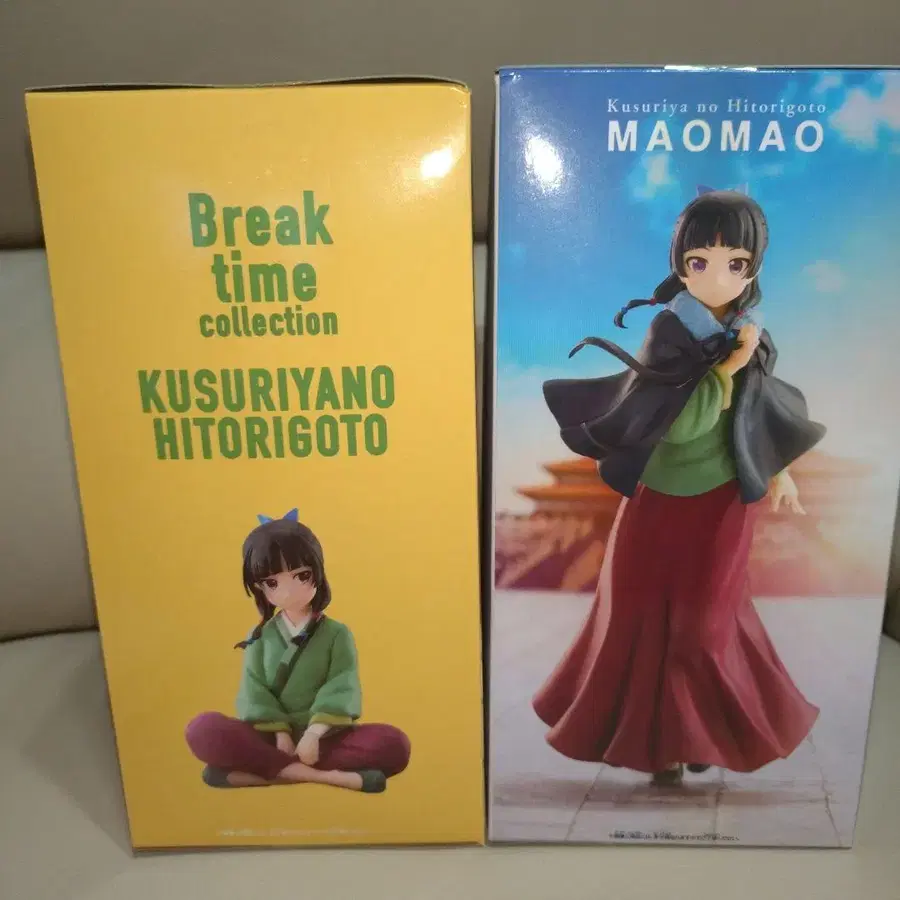 Break
time
collection
KUSURIYANO
HITORIGOTO
Kusuriya no Hitorigoto
MAOMAO